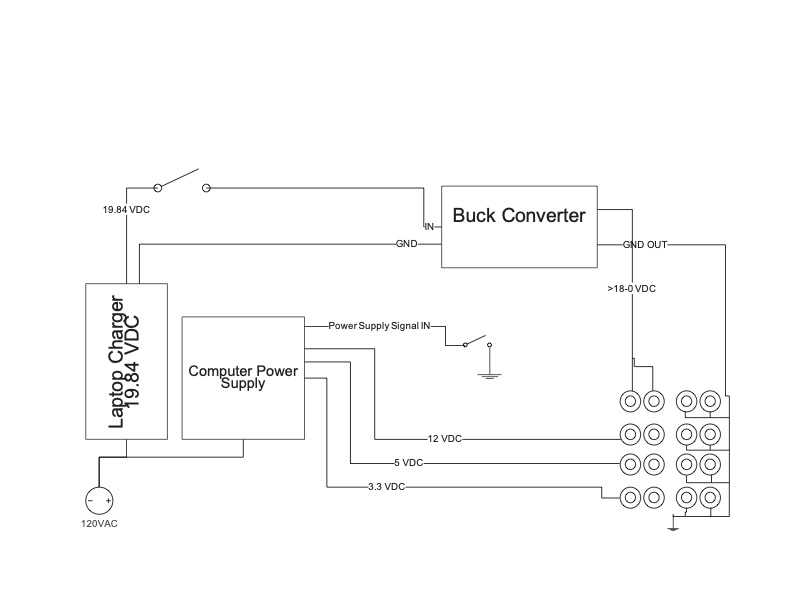 19.84 VDC
Buck Converter
IN
GND
GND OUT
>18-0 VDC
Laptop Charger
19.84 VDC
Power Supply Signal IN
Computer Power
Supply
12 VDC
5 VDC
3.3 VDC
− +
120VAC